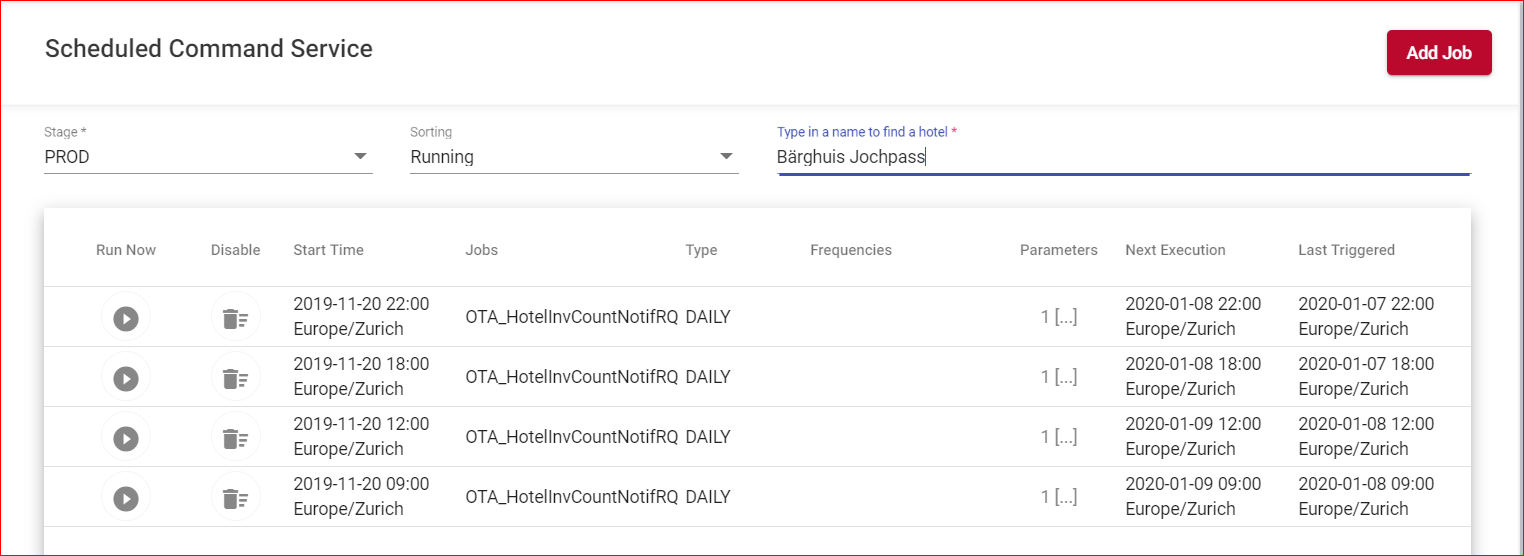 Scheduled Command Service
Add Job
Stage *
Sorting
Type in a name to find a hotel *
PROD
Running
Bärghuis Jochpass
Run Now Disable Start Time Jobs Type Frequencies Parameters Next Execution Last Triggered
2019-11-20 22:00 2020-01-08 22:00 2020-01-07 22:00
OTA_HotelInvCountNotifRQ DAILY 1 [...]
Europe/Zurich Europe/Zurich Europe/Zurich
2019-11-20 18:00 2020-01-08 18:00 2020-01-07 18:00
OTA_HotelInvCountNotifRQ DAILY 1 [...]
Europe/Zurich Europe/Zurich Europe/Zurich
2019-11-20 12:00 2020-01-09 12:00 2020-01-08 12:00
OTA_HotelInvCountNotifRQ DAILY 1 [...]
Europe/Zurich Europe/Zurich Europe/Zurich
2019-11-20 09:00 2020-01-09 09:00 2020-01-08 09:00
OTA_HotelInvCountNotifRQ DAILY 1 [...]
Europe/Zurich Europe/Zurich Europe/Zurich